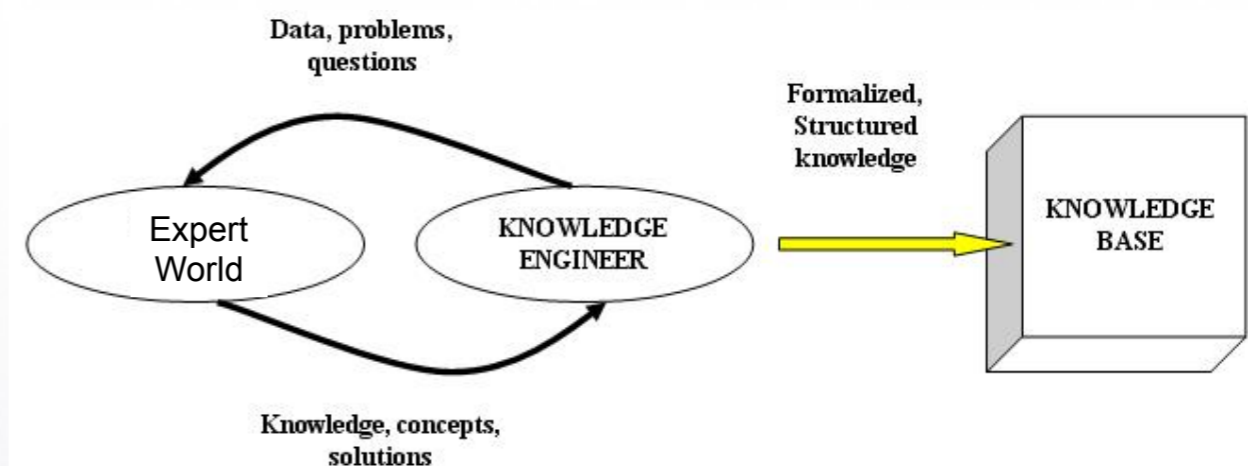 Data, problems,
questions
Formalized,
Structured
knowledge
Expert
World
KNOWLEDGE
ENGINEER
KNOWLEDGE
BASE
Knowledge, concepts,
solutions